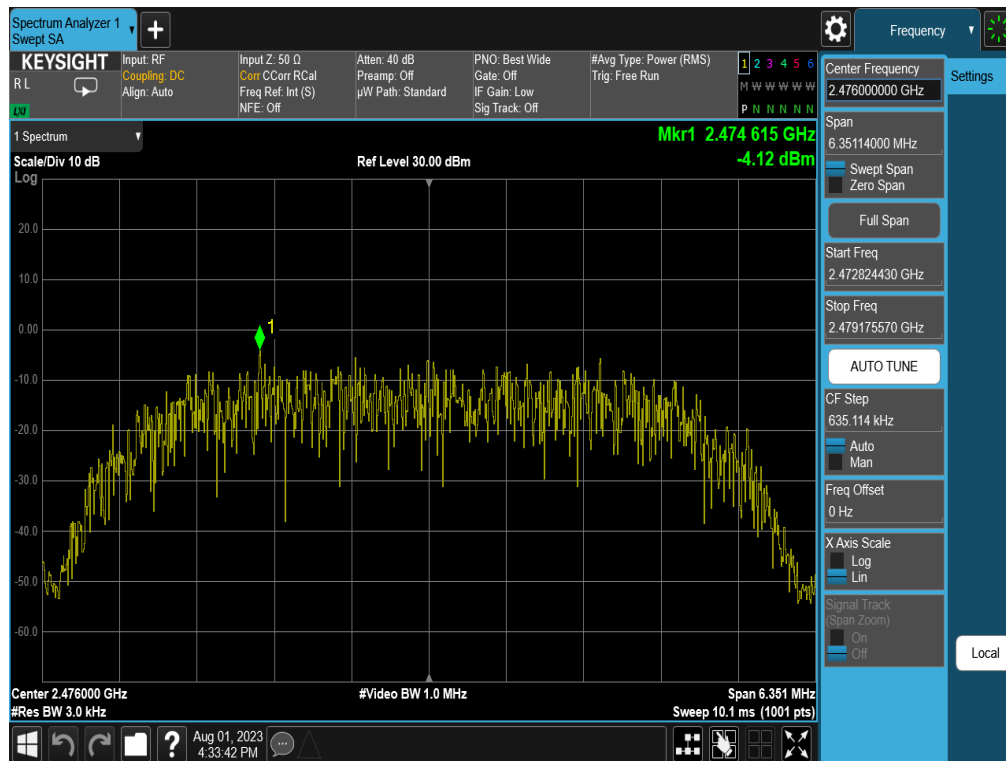 Spectrum Analyzer 1
Swept SA
Frequency
KEYSIGHT
R L
LXI
Input: RF
Coupling: DC
Align: Auto
Input Z: 50 Ω
Corr CCorr RCal
Freq Ref: Int (S)
NFE: Off
Atten: 40 dB
Preamp: Off
µW Path: Standard
PNO: Best Wide
Gate: Off
IF Gain: Low
Sig Track: Off
#Avg Type: Power (RMS)
Trig: Free Run
1 2 3 4 5 6
M W W W W W
P N N N N N
1 Spectrum
Scale/Div 10 dB
Log
Ref Level 30.00 dBm
Mkr1 2.474 615 GHz
-4.12 dBm
20.0
10.0
0.00
-10.0
-20.0
-30.0
-40.0
-50.0
-60.0
1
Center 2.476000 GHz
#Res BW 3.0 kHz
#Video BW 1.0 MHz
Span 6.351 MHz
Sweep 10.1 ms (1001 pts)
Aug 01, 2023
4:33:42 PM
Center Frequency
2.476000000 GHz
Span
6.35114000 MHz
Swept Span
Zero Span
Full Span
Start Freq
2.472824430 GHz
Stop Freq
2.479175570 GHz
AUTO TUNE
CF Step
635.114 kHz
Auto
Man
Freq Offset
0 Hz
X Axis Scale
Log
Lin
Signal Track
(Span Zoom)
On
Off
Settings
Local